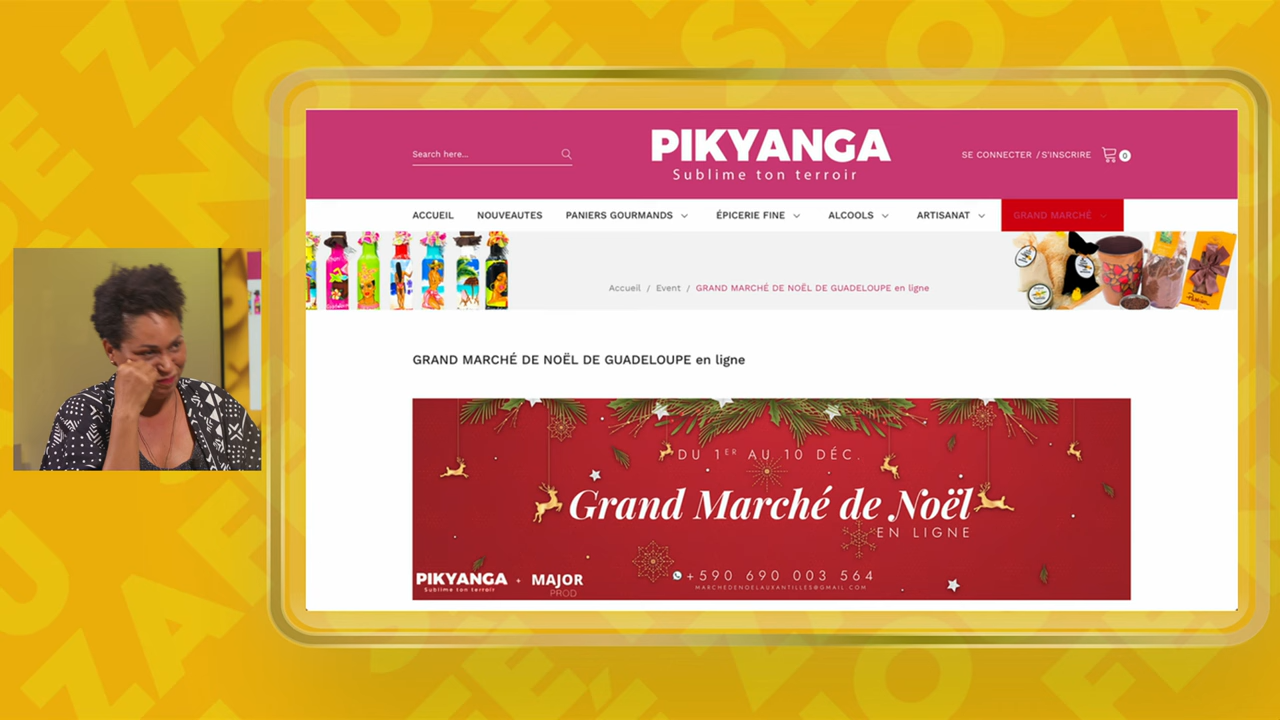 PIKYANGA
Sublime ton terroir
Search here...
SE CONNECTER / S'INSCRIRE
0
ACCUEIL NOUVEAUTES PANIERS GOURMANDS ÉPICERIE FINE ALCOOLS ARTISANAT GRAND MARCHÉ
Accueil / Event / GRAND MARCHÉ DE NOËL DE GUADELOUPE en ligne
GRAND MARCHÉ DE NOËL DE GUADELOUPE en ligne
DU 1ER AU 10 DÉC.
Grand Marché de Noël
EN LIGNE
+590 690 003 564
MARCHEDENOELAUXANTILLES@GMAIL.COM
PIKYANGA + MAJOR
Sublime ton terroir PROD